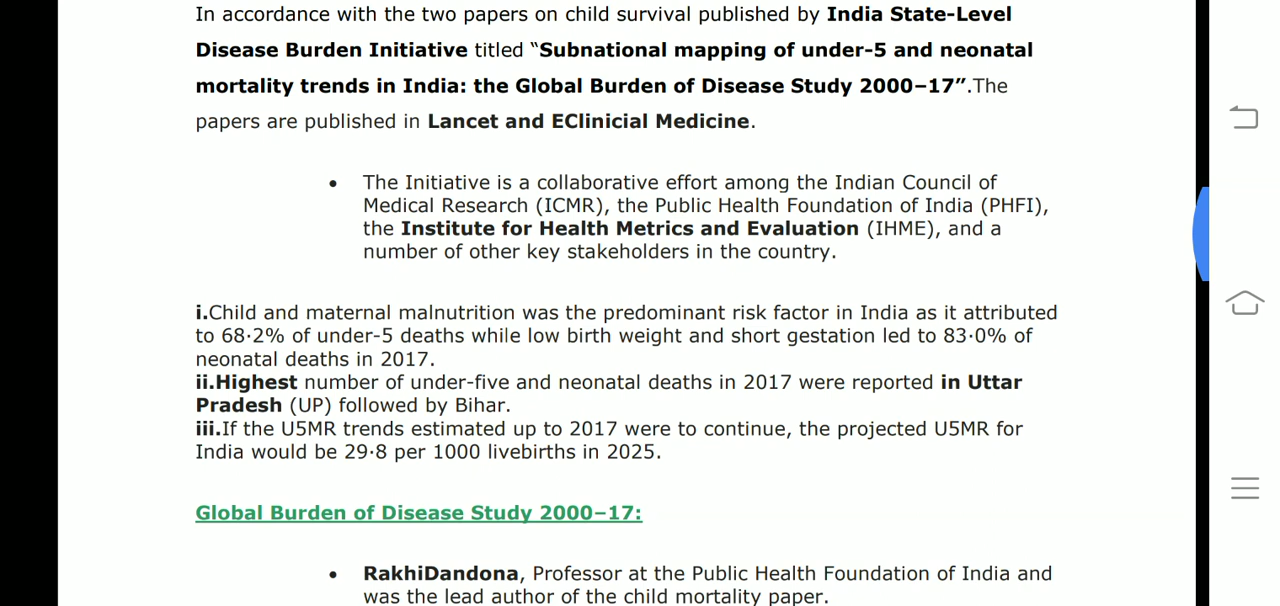 In accordance with the two papers on child survival published by India State-Level
Disease Burden Initiative titled “Subnational mapping of under-5 and neonatal
mortality trends in India: the Global Burden of Disease Study 2000–17”.The
papers are published in Lancet and EClinicial Medicine.
• The Initiative is a collaborative effort among the Indian Council of
Medical Research (ICMR), the Public Health Foundation of India (PHFI),
the Institute for Health Metrics and Evaluation (IHME), and a
number of other key stakeholders in the country.
i.Child and maternal malnutrition was the predominant risk factor in India as it attributed
to 68·2% of under-5 deaths while low birth weight and short gestation led to 83·0% of
neonatal deaths in 2017.
ii.Highest number of under-five and neonatal deaths in 2017 were reported in Uttar
Pradesh (UP) followed by Bihar.
iii.If the U5MR trends estimated up to 2017 were to continue, the projected U5MR for
India would be 29·8 per 1000 livebirths in 2025.
Global Burden of Disease Study 2000–17:
• RakhiDandona, Professor at the Public Health Foundation of India and
was the lead author of the child mortality paper.